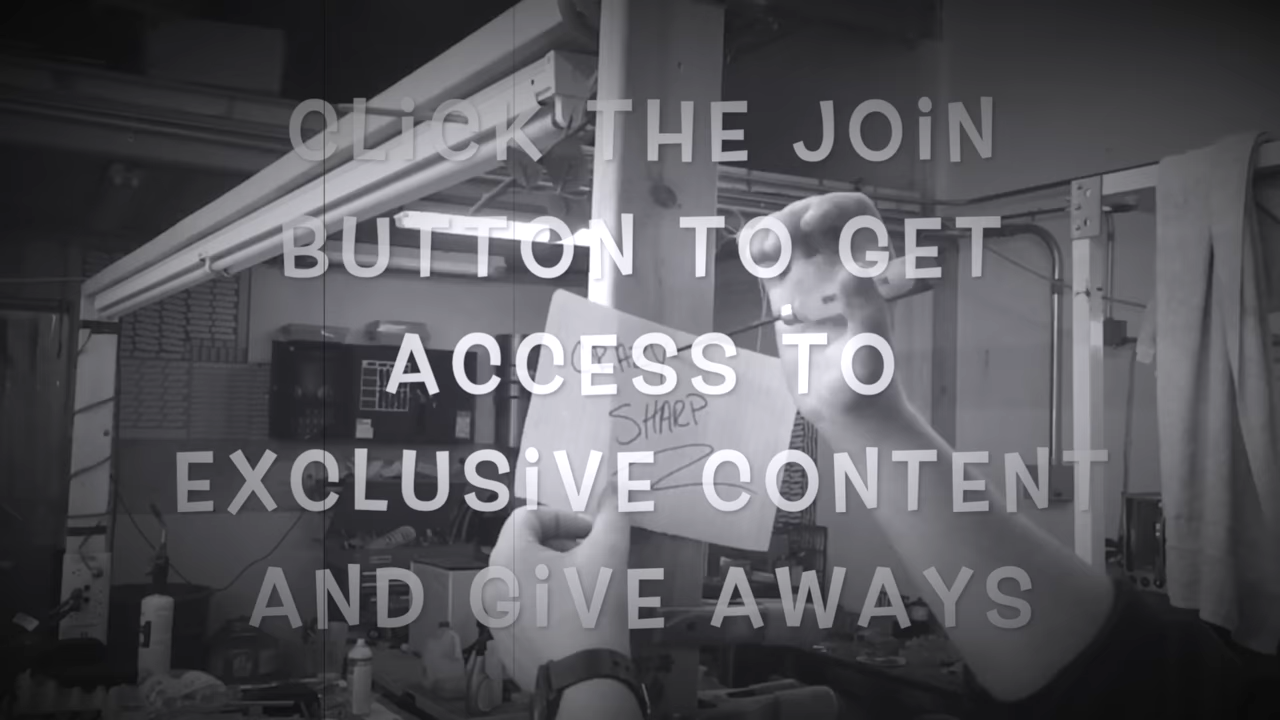 CLiCK THE JOiN
BUTTON TO GET
ACCESS TO
EXCLUSiVE CONTENT
AND GiVE AWAYS
SHARP